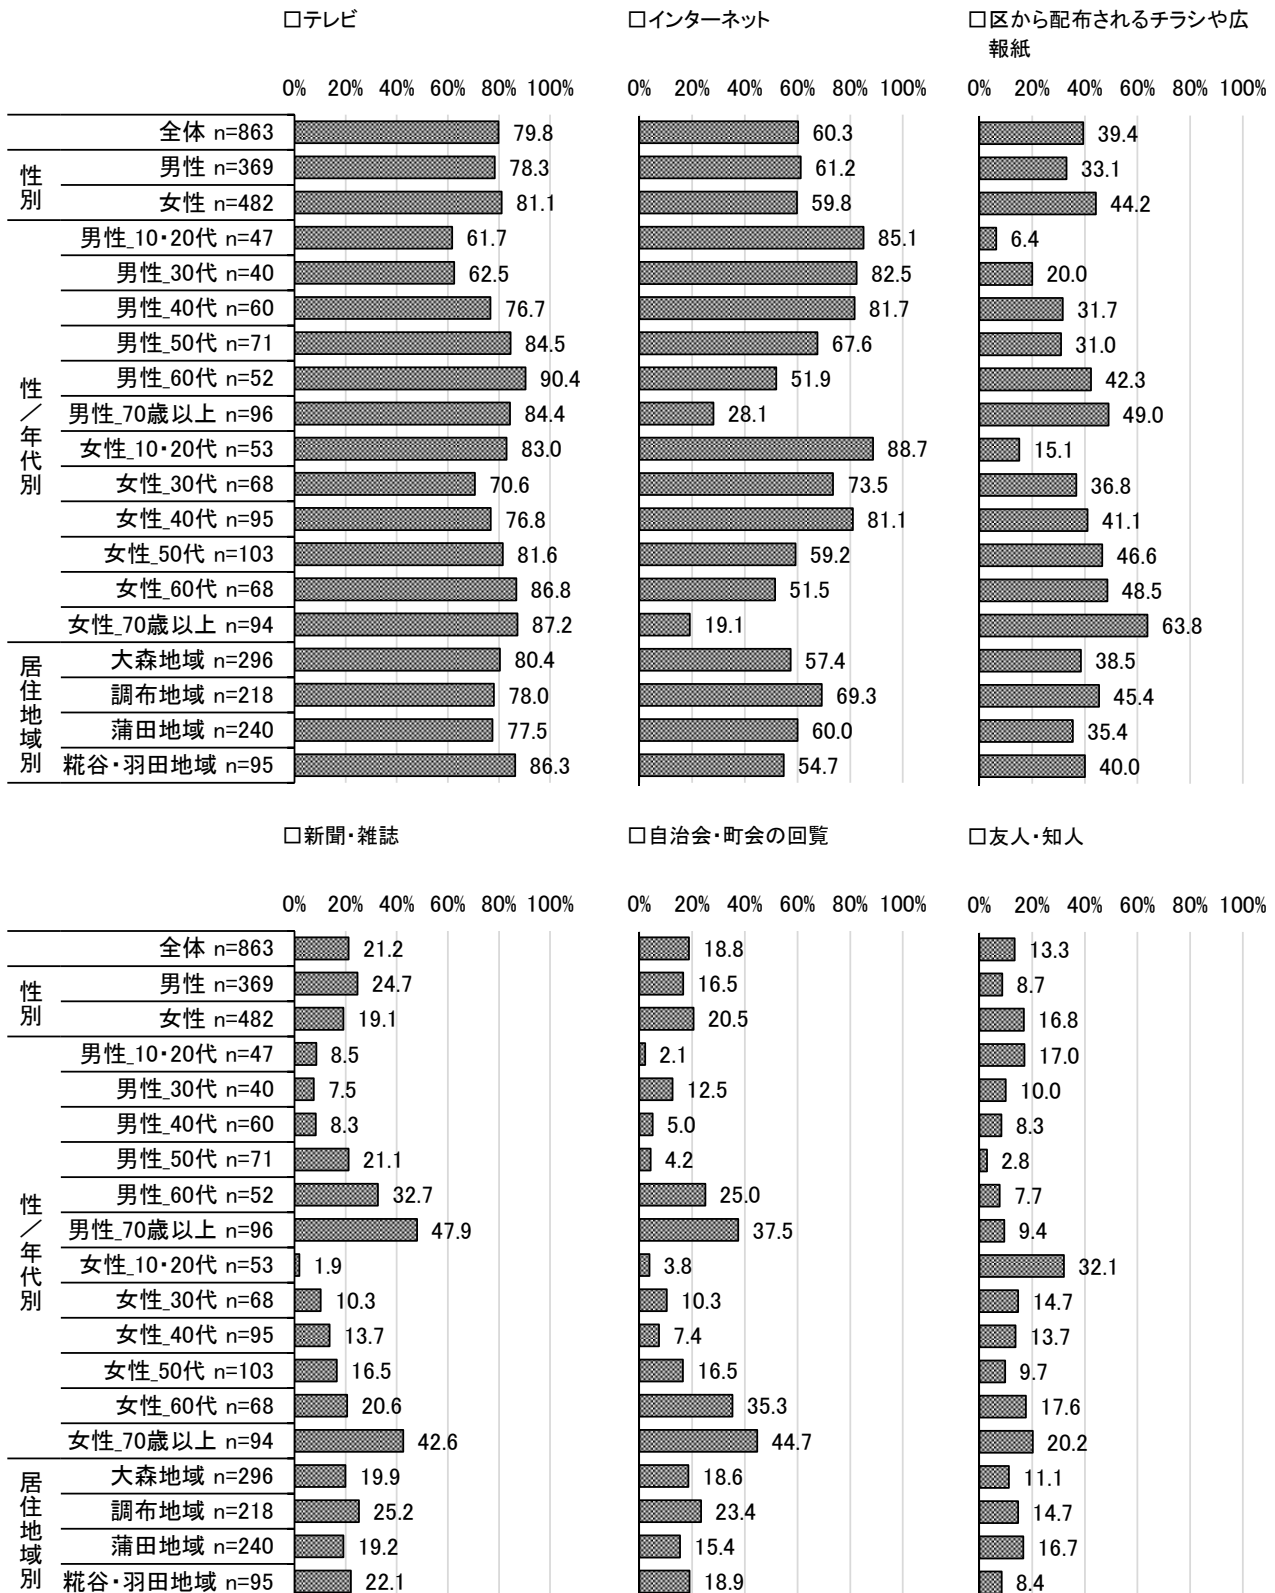 □テレビ □インターネット □区から配布されるチラシや広
報紙
0% 20% 40% 60% 80% 100% 0% 20% 40% 60% 80% 100% 0% 20% 40% 60% 80% 100%
全体 n=863 79.8 60.3 39.4
性別
男性 n=369 78.3 61.2 33.1
女性 n=482 81.1 59.8 44.2
性／年代別
男性_10・20代 n=47 61.7 85.1 6.4
男性_30代 n=40 62.5 82.5 20.0
男性_40代 n=60 76.7 81.7 31.7
男性_50代 n=71 84.5 67.6 31.0
男性_60代 n=52 90.4 51.9 42.3
男性_70歳以上 n=96 84.4 28.1 49.0
女性_10・20代 n=53 83.0 88.7 15.1
女性_30代 n=68 70.6 73.5 36.8
女性_40代 n=95 76.8 81.1 41.1
女性_50代 n=103 81.6 59.2 46.6
女性_60代 n=68 86.8 51.5 48.5
女性_70歳以上 n=94 87.2 19.1 63.8
居住地域別
大森地域 n=296 80.4 57.4 38.5
調布地域 n=218 78.0 69.3 45.4
蒲田地域 n=240 77.5 60.0 35.4
糀谷・羽田地域 n=95 86.3 54.7 40.0
□新聞・雑誌 □自治会・町会の回覧 □友人・知人
0% 20% 40% 60% 80% 100% 0% 20% 40% 60% 80% 100% 0% 20% 40% 60% 80% 100%
全体 n=863 21.2 18.8 13.3
性別
男性 n=369 24.7 16.5 8.7
女性 n=482 19.1 20.5 16.8
性／年代別
男性_10・20代 n=47 8.5 2.1 17.0
男性_30代 n=40 7.5 12.5 10.0
男性_40代 n=60 8.3 5.0 8.3
男性_50代 n=71 21.1 4.2 2.8
男性_60代 n=52 32.7 25.0 7.7
男性_70歳以上 n=96 47.9 37.5 9.4
女性_10・20代 n=53 1.9 3.8 32.1
女性_30代 n=68 10.3 10.3 14.7
女性_40代 n=95 13.7 7.4 13.7
女性_50代 n=103 16.5 16.5 9.7
女性_60代 n=68 20.6 35.3 17.6
女性_70歳以上 n=94 42.6 44.7 20.2
居住地域別
大森地域 n=296 19.9 18.6 11.1
調布地域 n=218 25.2 23.4 14.7
蒲田地域 n=240 19.2 15.4 16.7
糀谷・羽田地域 n=95 22.1 18.9 8.4